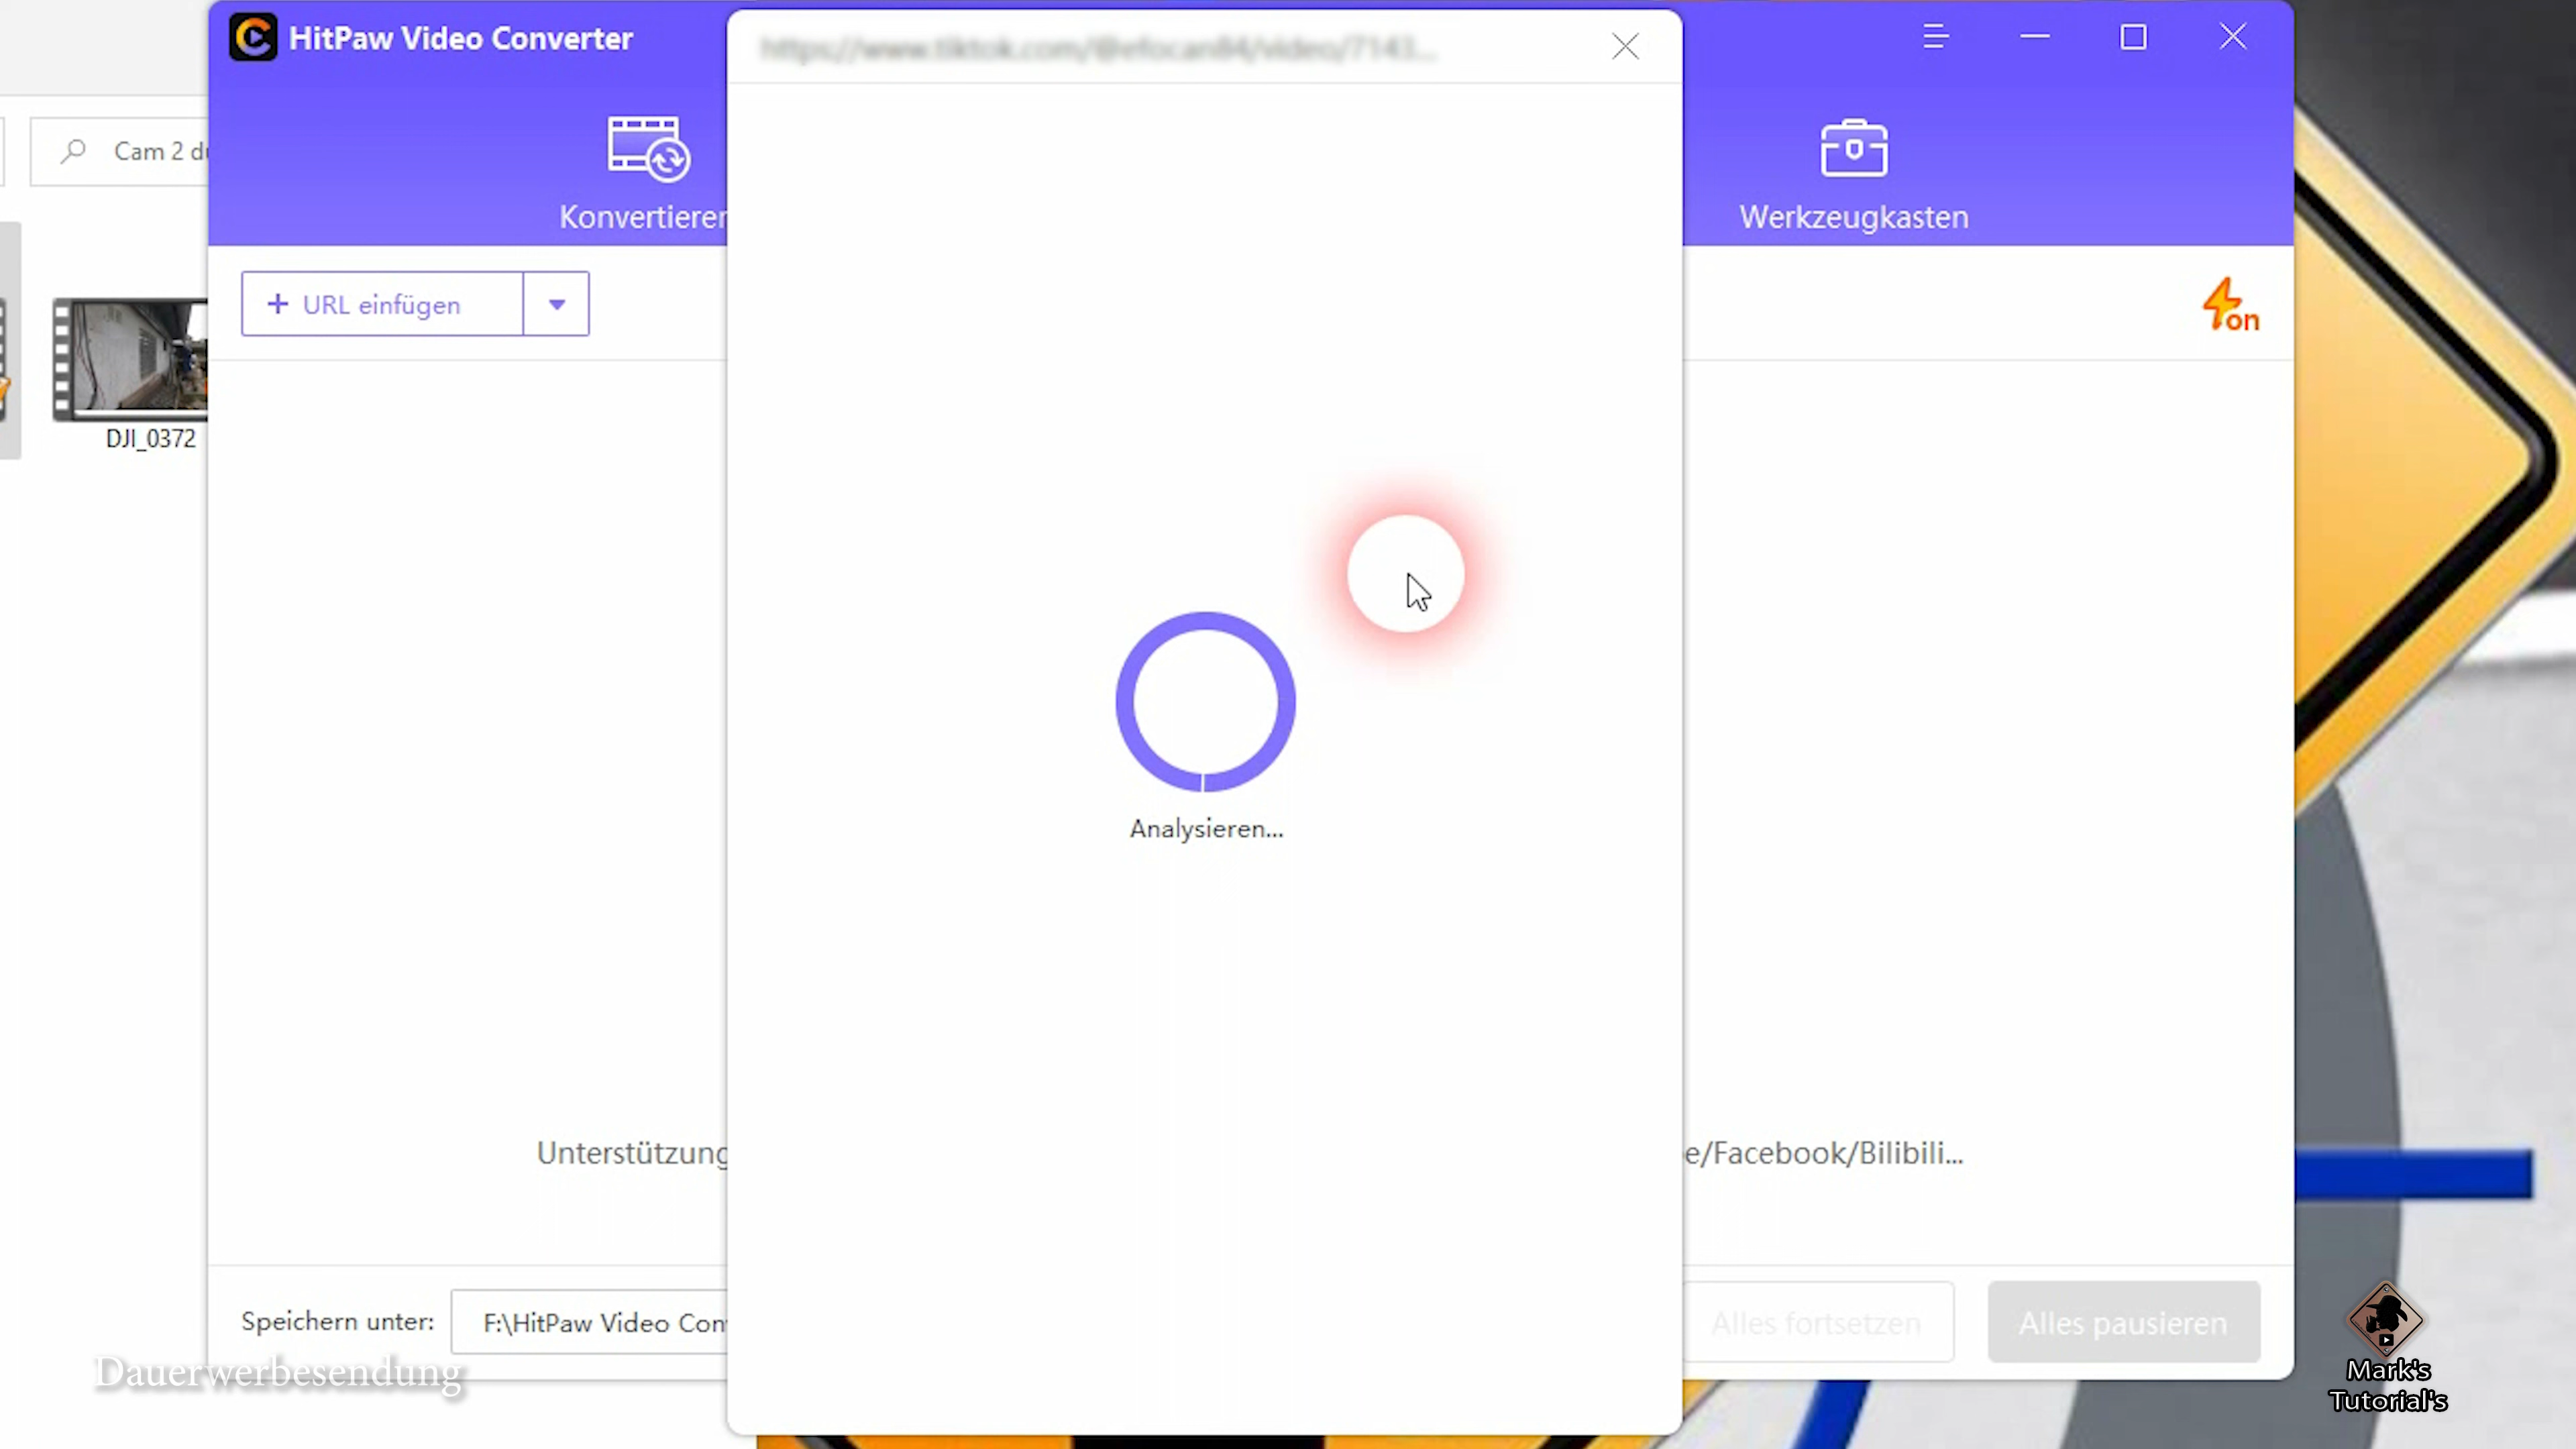 HitPaw Video Converter
Cam 2 d
Konvertieren
Werkzeugkasten
+ URL einfügen
on
DJI_0372
Analysieren...
Unterstützung
e/Facebook/Bilibili...
Speichern unter:
F:\HitPaw Video Con
Alles fortsetzen
Alles pausieren
Dauerwerbesendung
Mark's
Tutorial's